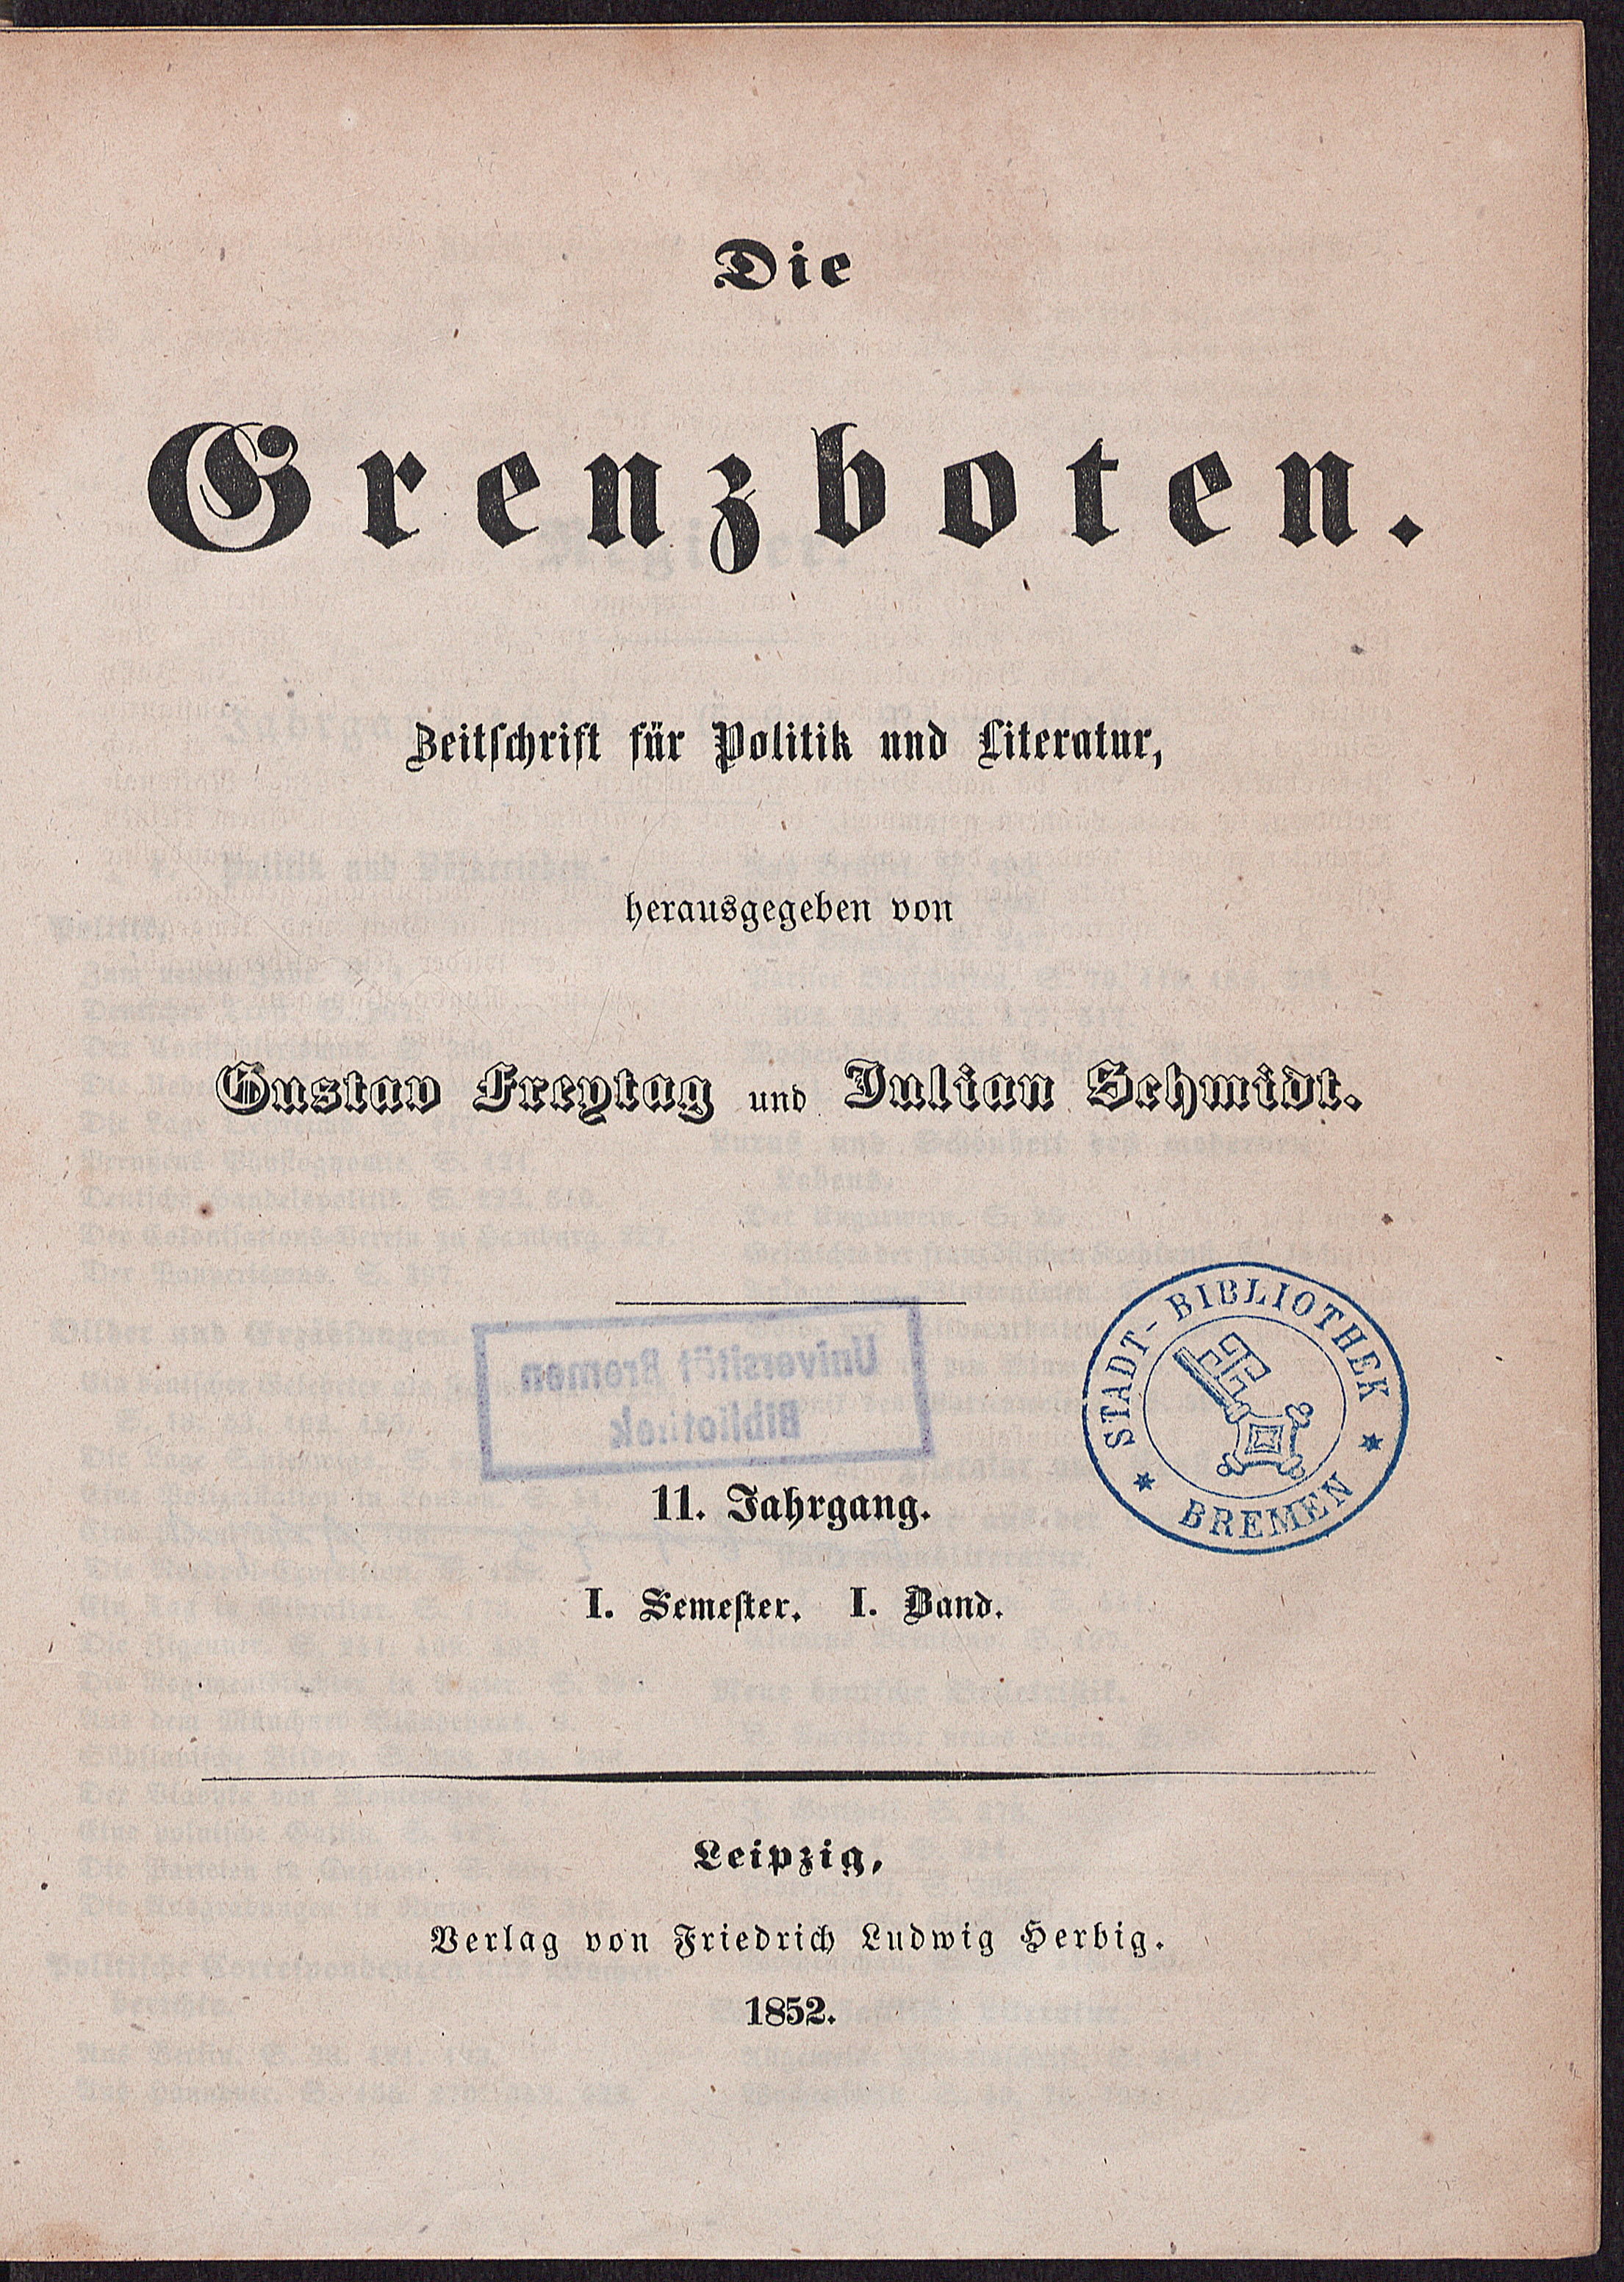 Die
Grenzboten.
Zeitſchrift für Politik und Literatur,
herausgegeben von
Gustav Freytag und Julian Schmidt.
Universität Bremen
Bibliothek
STADT-BIBLIOTHEK
BREMEN
11. Jahrgang.
I. Semeſter. I. Band.
Leipzig,
Verlag von Friedrich Ludwig Herbig.
1852.